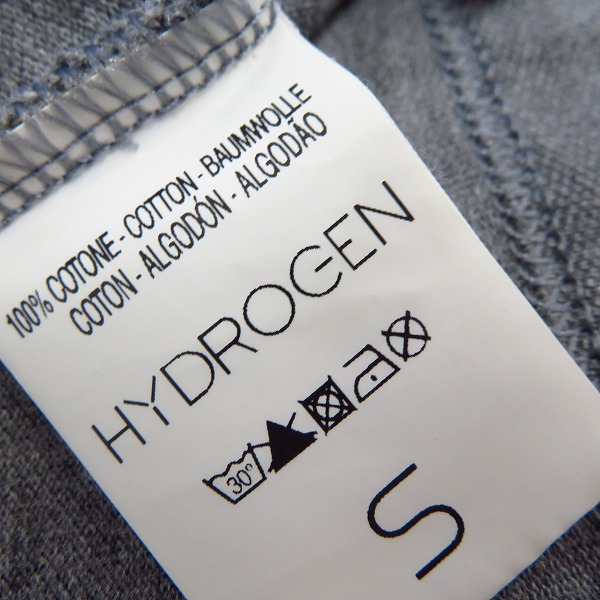 100% COTONE - COTTON - BAUMWOLLE
COTON - ALGODÓN - ALGODÃO
HYDROGEN
30°
S